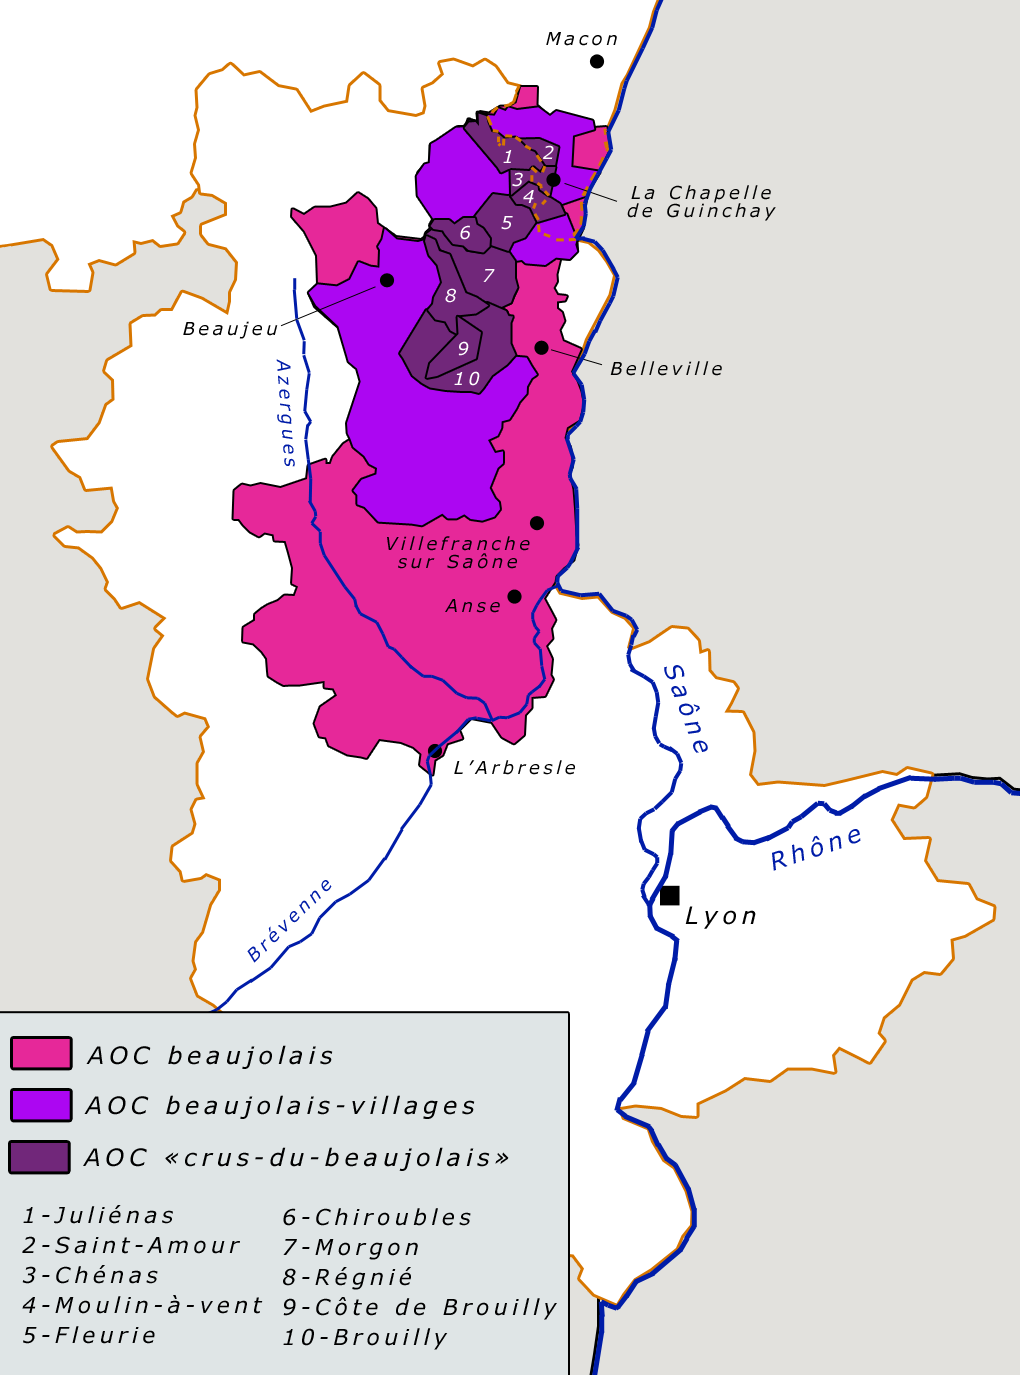 Macon
1
2
La Chapelle
de Guinchay
3
4
5
6
7
8
Beaujeu
9
10
Belleville
Azergues
Villefranche
sur Saône
Anse
Saône
L'Arbresle
Rhône
Lyon
Brévenne
AOC beaujolais
AOC beaujolais-villages
AOC «crus-du-beaujolais»
1-Juliénas
2-Saint-Amour
3-Chénas
4-Moulin-à-vent
5-Fleurie
6-Chiroubles
7-Morgon
8-Régnié
9-Côte de Brouilly
10-Brouilly